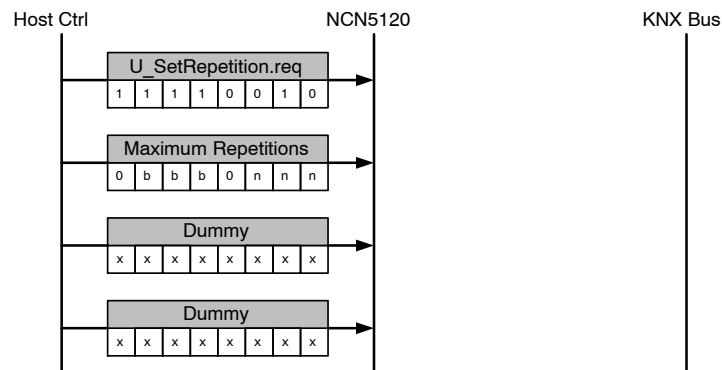 Host Ctrl NCN5120 KNX Bus
U_SetRepetition.req
1 1 1 1 0 0 1 0
Maximum Repetitions
0 b b b 0 n n n
Dummy
x x x x x x x x
Dummy
x x x x x x x x